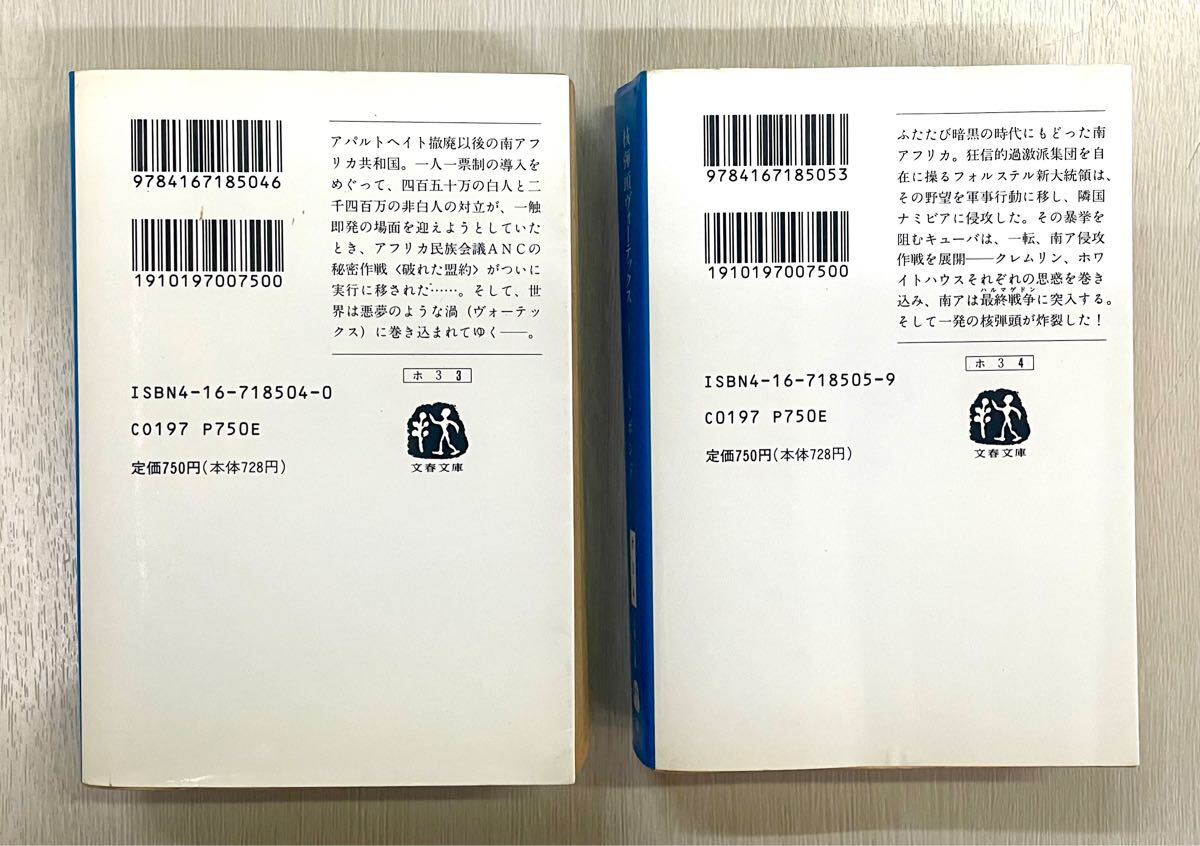 9784167185046
1910197007500
アパルトヘイト撤廃以後の南アフ
リカ共和国。一人一票制の導入を
めぐって、四百五十万の白人と二
千四百万の非白人の対立が、一触
即発の場面を迎えようとしていた
とき、アフリカ民族会議ANCの
秘密作戦〈破れた盟約〉がついに
実行に移された……。そして、世
界は悪夢のような渦（ヴォーテッ
クス）に巻き込まれてゆく――。
ホ 3 3
ISBN4-16-718504-0
C0197 P750E
定価750円(本体728円)
文春文庫
核弾頭ヴォーテックス
9784167185053
1910197007500
ふたたび暗黒の時代にもどった南
アフリカ。狂信的過激派集団を自
在に操るフォルステル新大統領は、
その野望を軍事行動に移し、隣国
ナミビアに侵攻した。その暴挙を
阻むキューバは、一転、南ア侵攻
作戦を展開――クレムリン、ホワ
イトハウスそれぞれの思惑を巻き
ハルマゲドン
込み、南アは最終戦争に突入する。
そして一発の核弾頭が炸裂した！
ホ 3 4
ISBN4-16-718505-9
C0197 P750E
定価750円(本体728円)
文春文庫